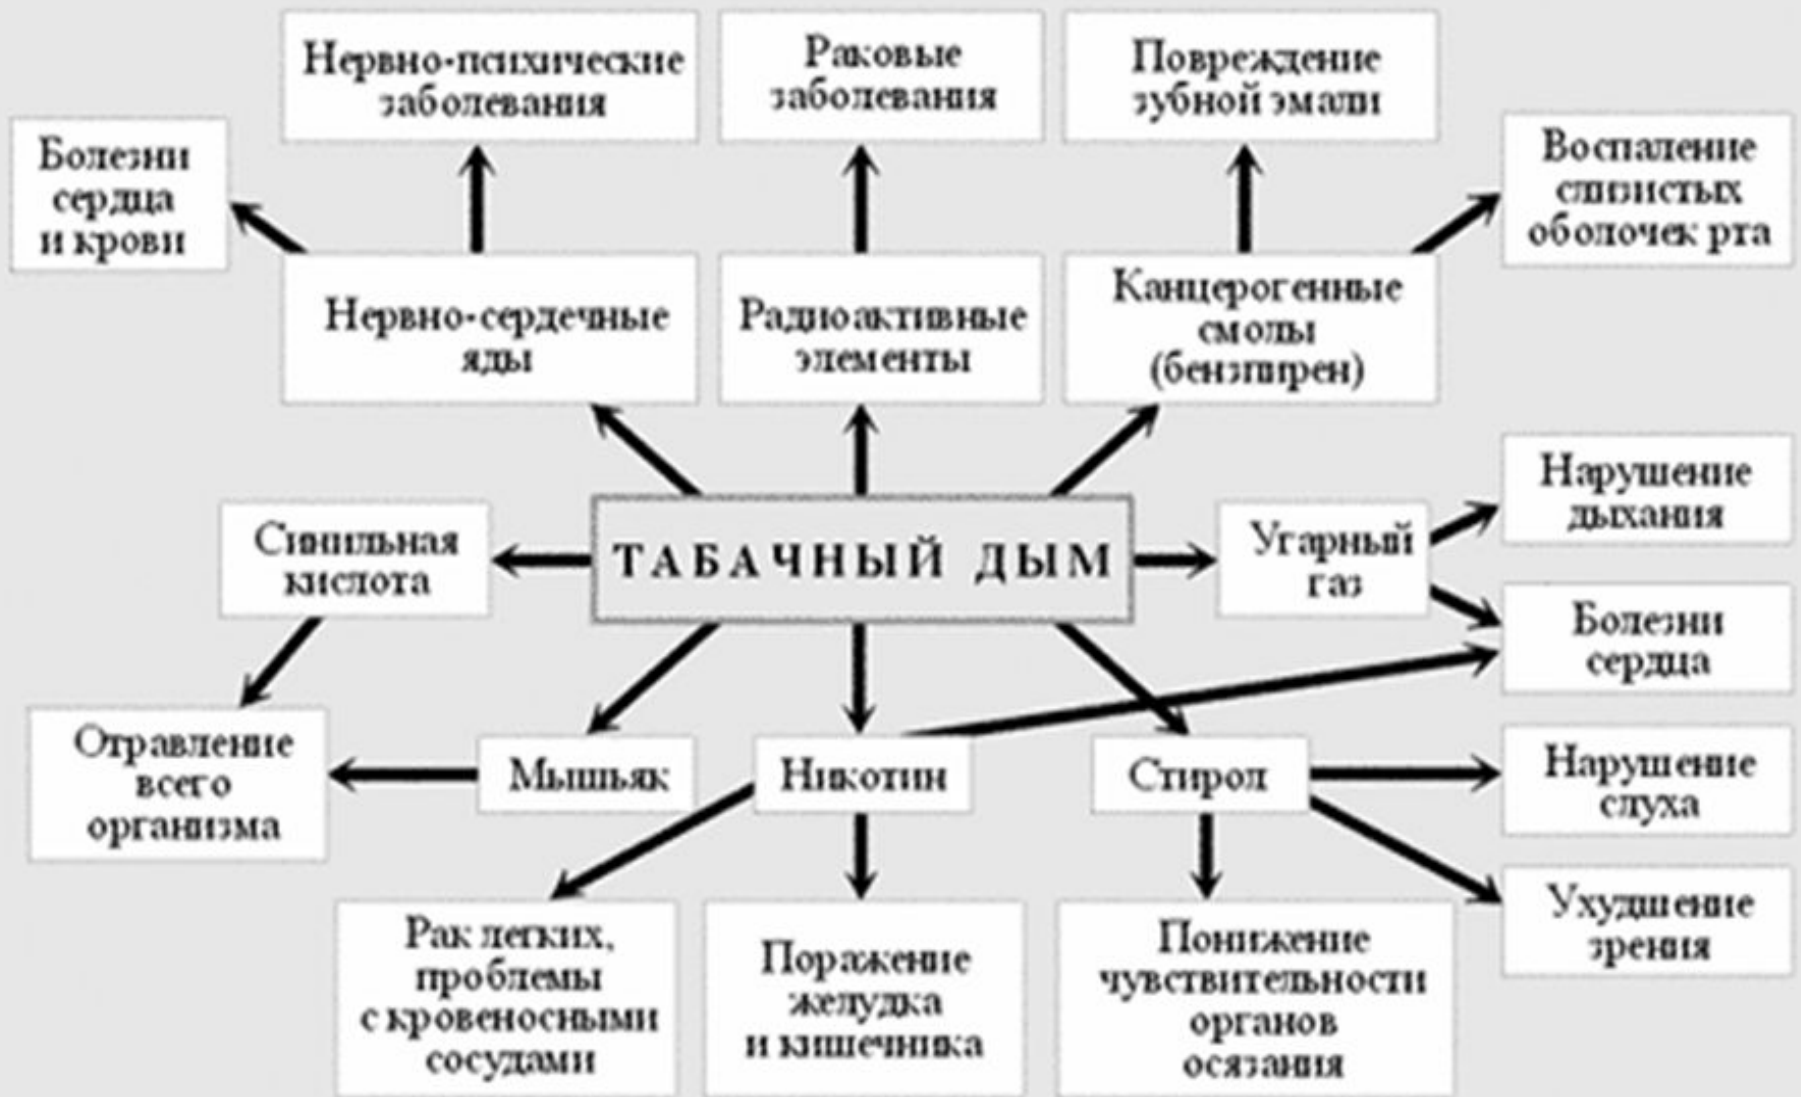 Нервно-психические
заболевания
Раковые
заболевания
Повреждение
зубной эмали
Болезни
сердца
и крови
Воспаление
слизистых
оболочек рта
Нервно-сердечные
яды
Радиоактивные
элементы
Канцерогенные
смолы
(бензпирен)
Синильная
кислота
ТАБАЧНЫЙ ДЫМ
Угарный
газ
Нарушение
дыхания
Болезни
сердца
Отравление
всего
организма
Мышьяк
Никотин
Стирол
Нарушение
слуха
Ухудшение
зрения
Рак легких,
проблемы
с кровеносными
сосудами
Поражение
желудка
и кишечника
Понижение
чувствительности
органов
осязания